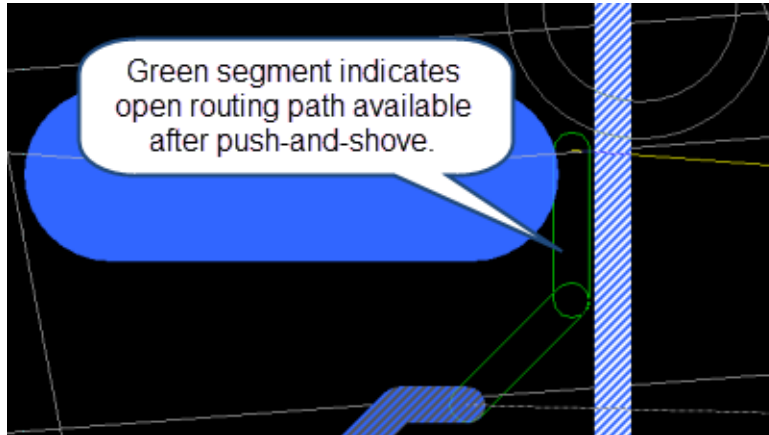 Green segment indicates
open routing path available
after push-and-shove.